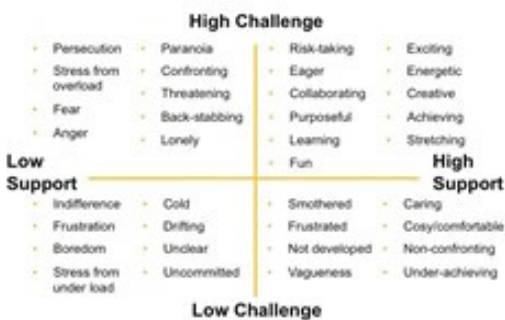 High Challenge
Persecution
Stress from
overload
Fear
Anger
Paranoia
Confronting
Threatening
Back-stabbing
Lonely
Risk-taking
Eager
Collaborating
Purposeful
Learning
Fun
Exciting
Energetic
Creative
Achieving
Stretching
Low
Support
High
Support
Indifference
Frustration
Boredom
Stress from
under load
Cold
Drifting
Unclear
Uncommitted
Smothered
Frustrated
Not developed
Vagueness
Caring
Cosy/comfortable
Non-confronting
Under-achieving
Low Challenge